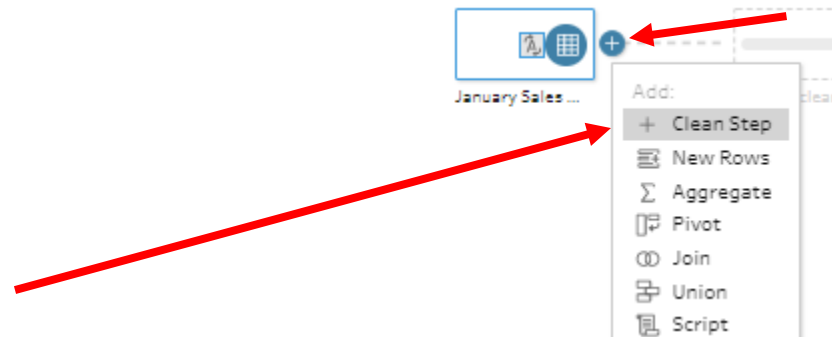 January Sales ...
Add:
Clean Step
New Rows
Aggregate
Pivot
Join
Union
Script